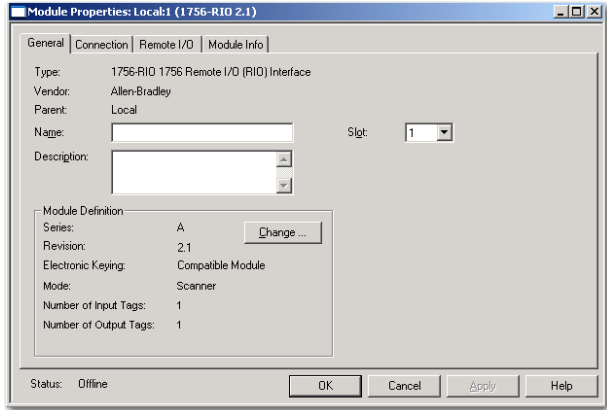 Module Properties: Local:1 (1756-RIO 2.1)
General Connection Remote I/O Module Info
Type: 1756-RIO 1756 Remote I/O (RIO) Interface
Vendor: Allen-Bradley
Parent: Local
Name: Slot: 1
Description:
Module Definition
Series: A Change ...
Revision: 2.1
Electronic Keying: Compatible Module
Mode: Scanner
Number of Input Tags: 1
Number of Output Tags: 1
Status: Offline OK Cancel Apply Help